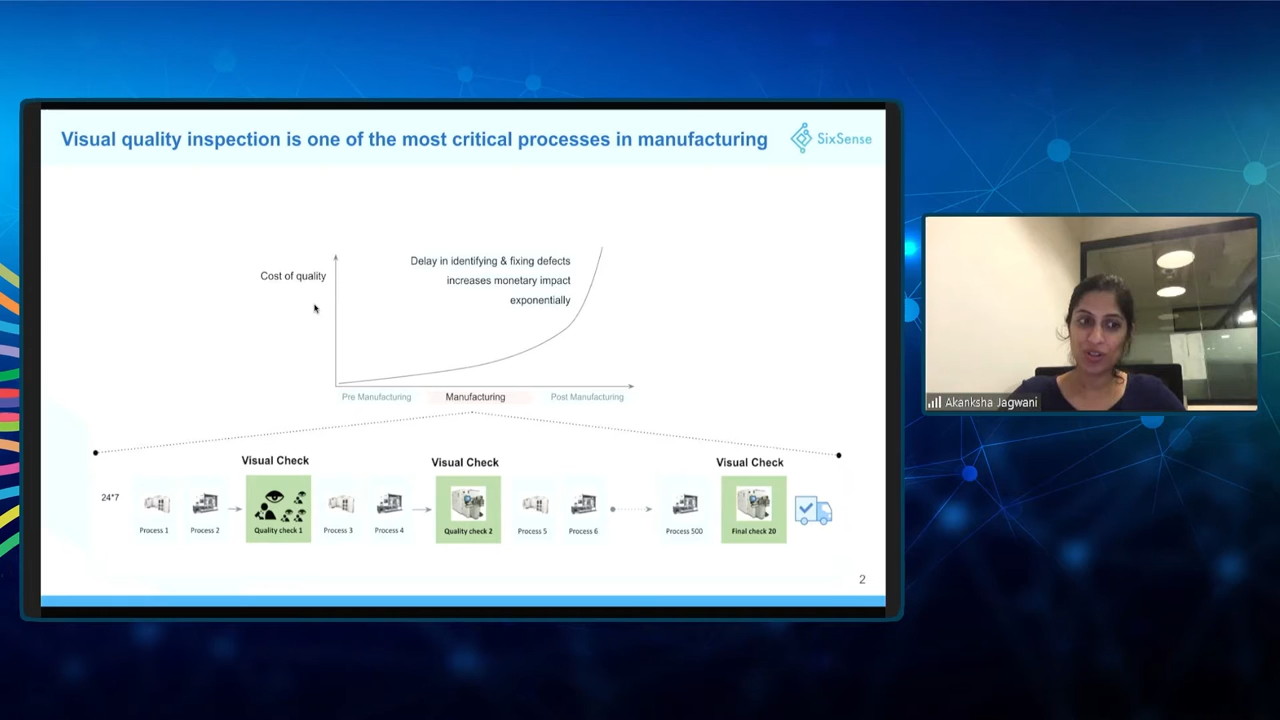 Visual quality inspection is one of the most critical processes in manufacturing
SixSense
Cost of quality
Delay in identifying & fixing defects
increases monetary impact
exponentially
Pre Manufacturing
Manufacturing
Post Manufacturing
Visual Check
Visual Check
Visual Check
24*7
Process 1
Process 2
Quality check 1
Process 3
Process 4
Quality check 2
Process 5
Process 6
Process 500
Final check 20
2
Akanksha Jagwani